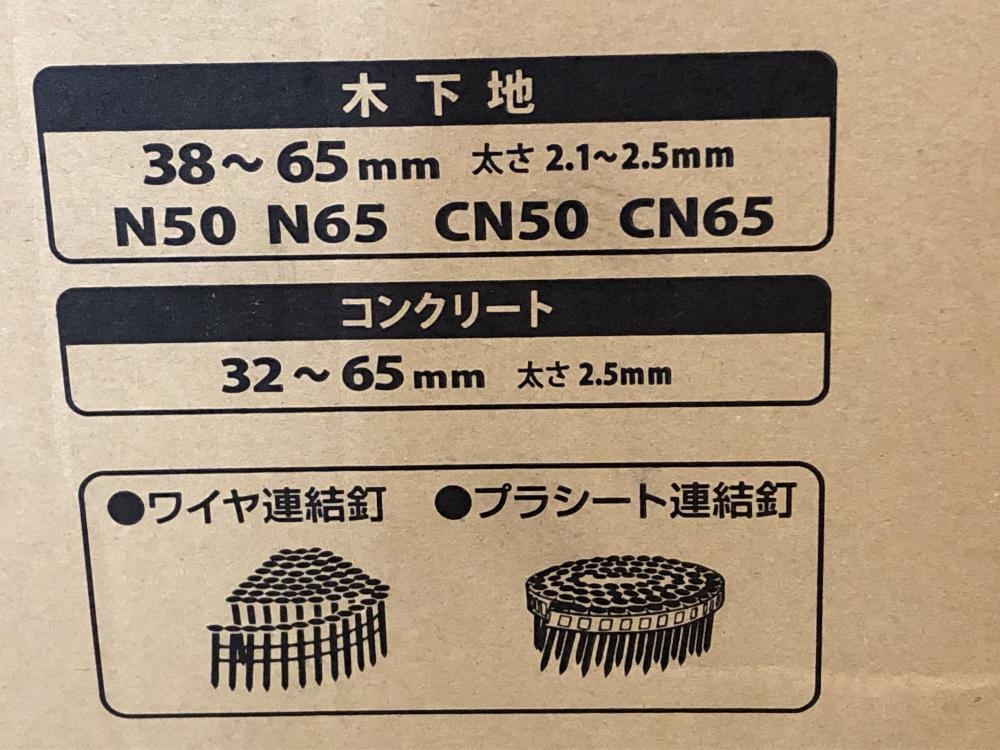 木下地
38～65mm 太さ 2.1~2.5mm
N50 N65 CN50 CN65
コンクリート
32～65mm 太さ 2.5mm
●ワイヤ連結釘 ●プラシート連結釘